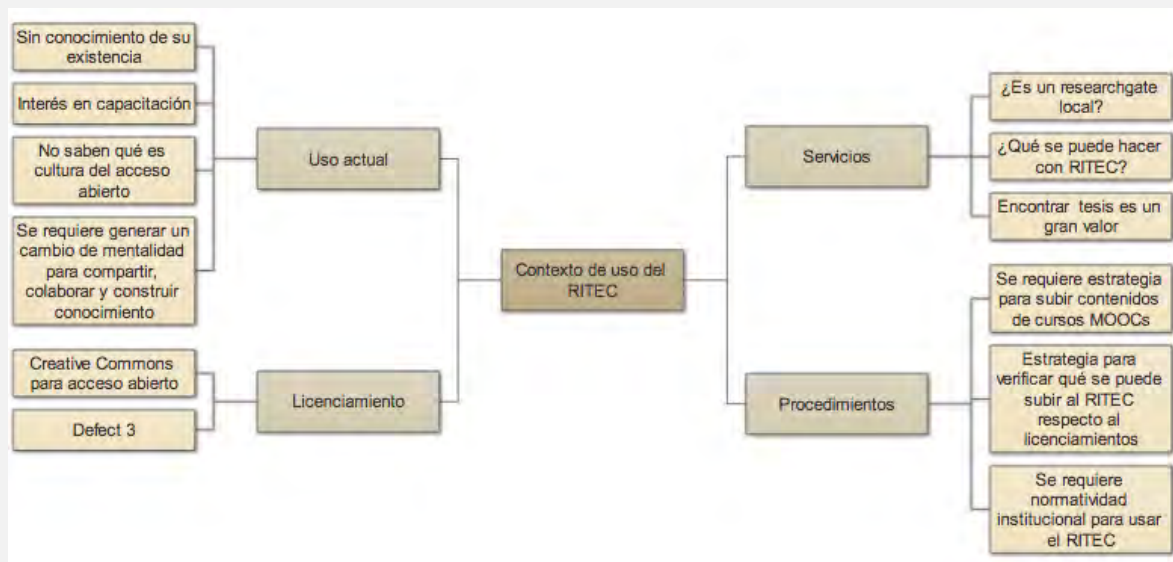 Sin conocimiento de su
existencia
Interés en capacitación
No saben qué es
cultura del acceso
abierto
Se requiere generar un
cambio de mentalidad
para compartir,
colaborar y construir
conocimiento
Uso actual
Creative Commons
para acceso abierto
Defect 3
Licenciamiento
Contexto de uso del
RITEC
Servicios
¿Es un researchgate
local?
¿Qué se puede hacer
con RITEC?
Encontrar tesis es un
gran valor
Procedimientos
Se requiere estrategia
para subir contenidos
de cursos MOOCs
Estrategia para
verificar qué se puede
subir al RITEC
respecto al
licenciamientos
Se requiere
normatividad
institucional para usar
el RITEC